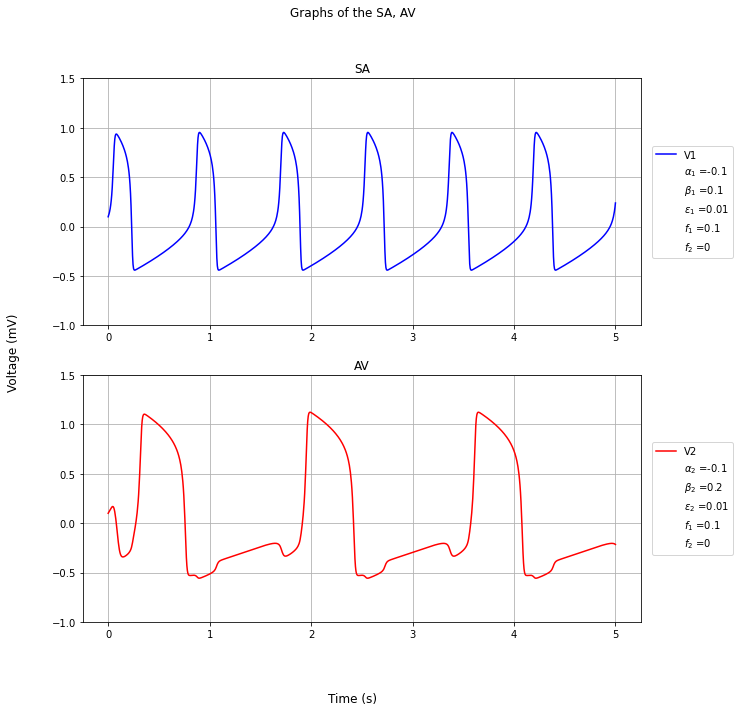 Graphs of the SA, AV
SA
1.5
1.0
0.5
0.0
−0.5
−1.0
0 1 2 3 4 5
V1
α₁ =-0.1
β₁ =0.1
ε₁ =0.01
f₁ =0.1
f₂ =0
Voltage (mV)
AV
1.5
1.0
0.5
0.0
−0.5
−1.0
0 1 2 3 4 5
V2
α₂ =-0.1
β₂ =0.2
ε₂ =0.01
f₁ =0.1
f₂ =0
Time (s)